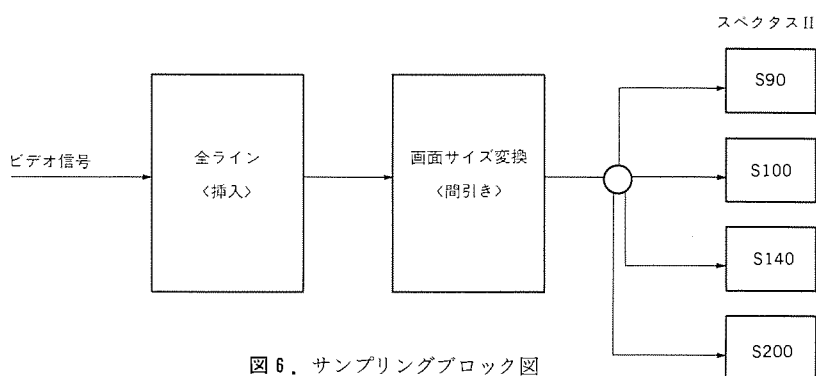 スペクタスII
S90
ビデオ信号
全ライン
〈挿入〉
画面サイズ変換
〈間引き〉
S100
S140
S200
図6. サンプリングブロック図